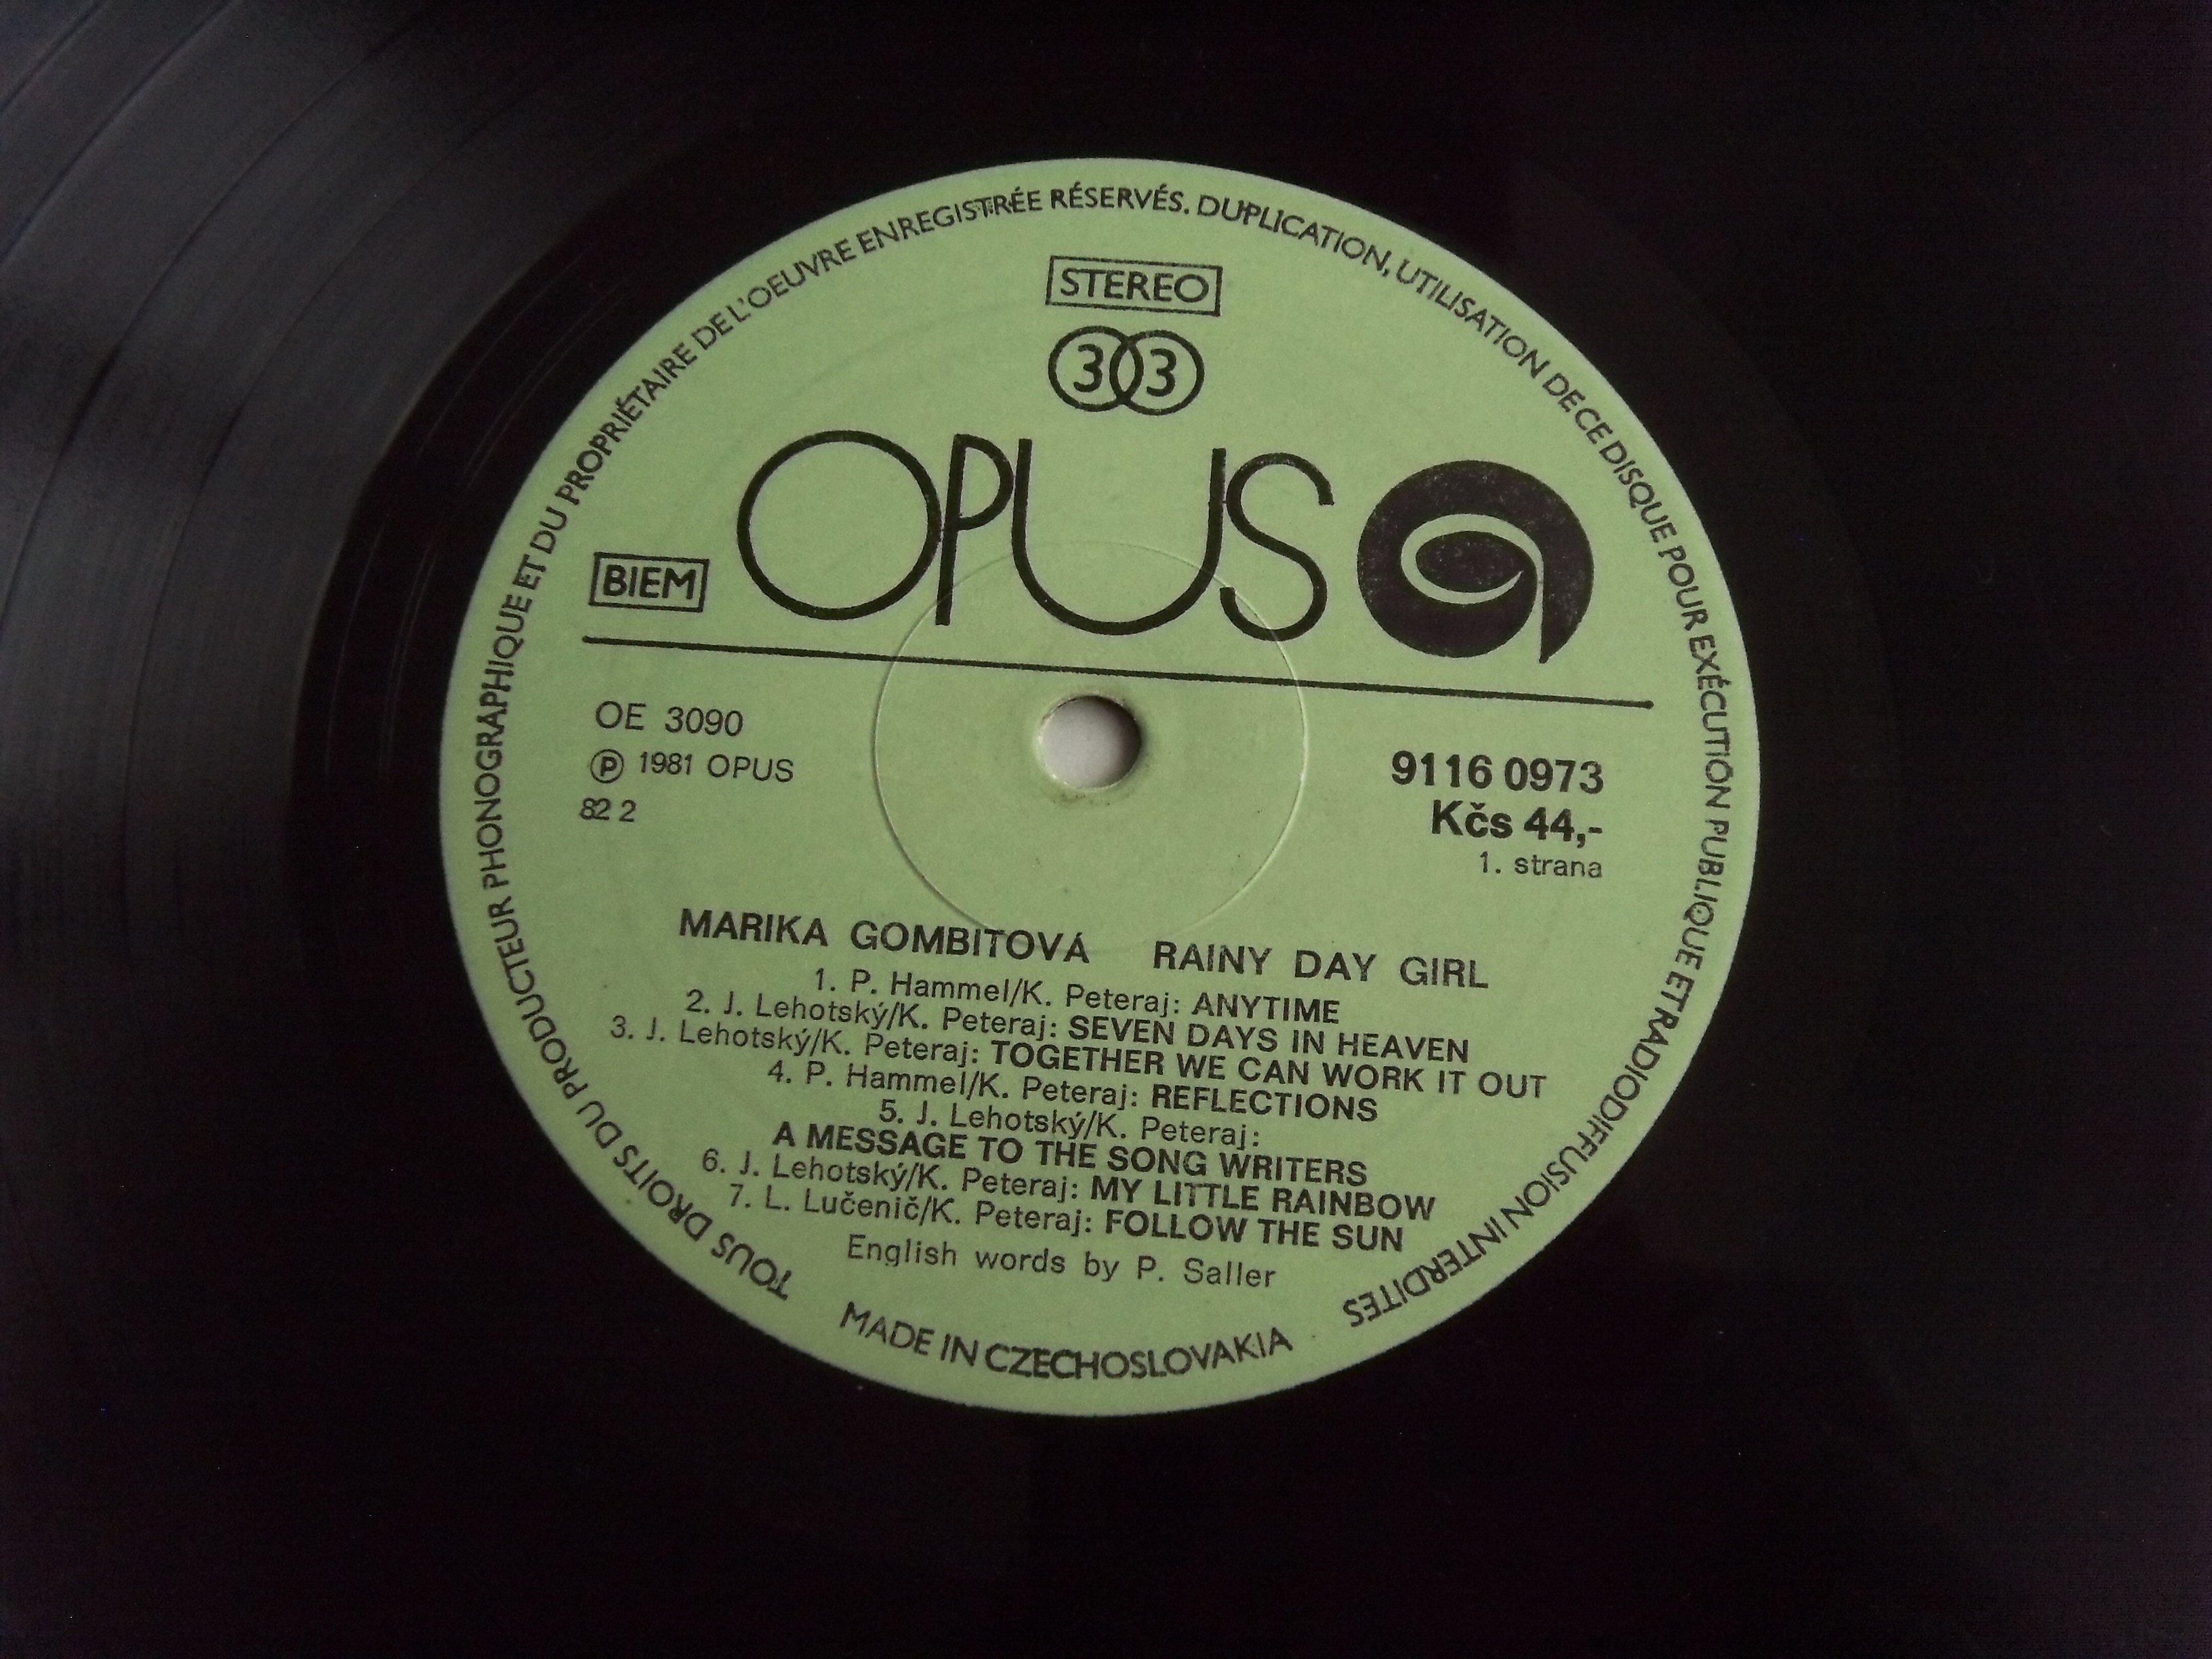 TOUS DROITS DU PRODUCTEUR PHONOGRAPHIQUE ET DU PROPRIÉTAIRE DE L'OEUVRE ENREGISTRÉE RÉSERVÉS. DUPLICATION, UTILISATION DE CE DISQUE POUR EXÉCUTION PUBLIQUE ET RADIODIFFUSION INTERDITES
STEREO
33
OPUS
BIEM
OE 3090
℗ 1981 OPUS
82 2
9116 0973
Kčs 44,-
1. strana
MARIKA GOMBITOVÁ RAINY DAY GIRL
1. P. Hammel/K. Peteraj: ANYTIME
2. J. Lehotský/K. Peteraj: SEVEN DAYS IN HEAVEN
3. J. Lehotský/K. Peteraj: TOGETHER WE CAN WORK IT OUT
4. P. Hammel/K. Peteraj: REFLECTIONS
5. J. Lehotský/K. Peteraj:
A MESSAGE TO THE SONG WRITERS
6. J. Lehotský/K. Peteraj: MY LITTLE RAINBOW
7. L. Lučenič/K. Peteraj: FOLLOW THE SUN
English words by P. Saller
MADE IN CZECHOSLOVAKIA